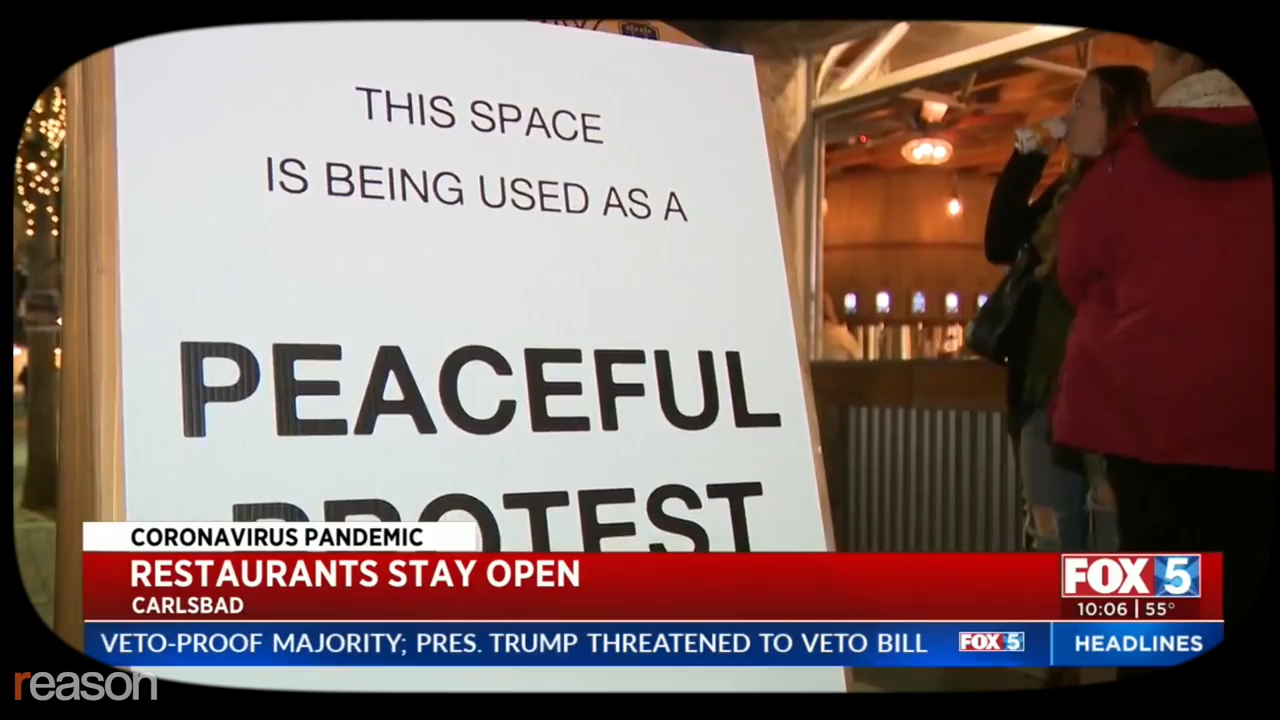 THIS SPACE
IS BEING USED AS A
PEACEFUL
PROTEST
CORONAVIRUS PANDEMIC
RESTAURANTS STAY OPEN
CARLSBAD
FOX 5
10:06 | 55°
VETO-PROOF MAJORITY; PRES. TRUMP THREATENED TO VETO BILL FOX 5 HEADLINES
reason